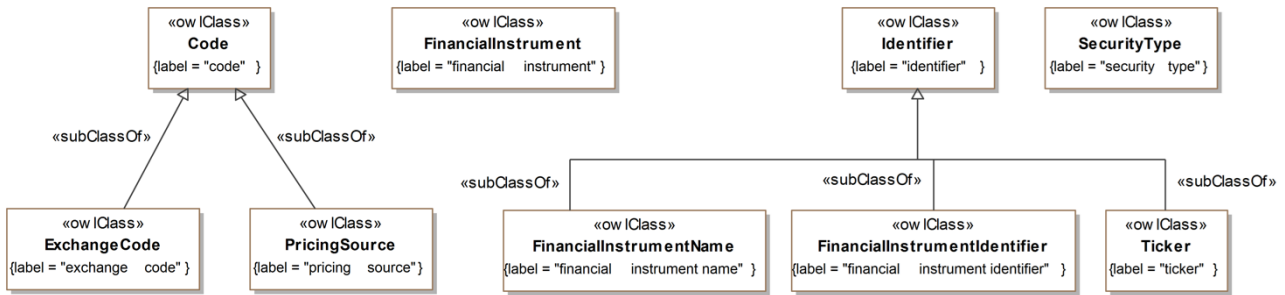 «owlClass»
Code
{label = "code" }
«owlClass»
FinancialInstrument
{label = "financial instrument" }
«owlClass»
Identifier
{label = "identifier" }
«owlClass»
SecurityType
{label = "security type" }
«subClassOf»
«subClassOf»
«subClassOf»
«subClassOf»
«subClassOf»
«owlClass»
ExchangeCode
{label = "exchange code" }
«owlClass»
PricingSource
{label = "pricing source" }
«owlClass»
FinancialInstrumentName
{label = "financial instrument name" }
«owlClass»
FinancialInstrumentIdentifier
{label = "financial instrument identifier" }
«owlClass»
Ticker
{label = "ticker" }